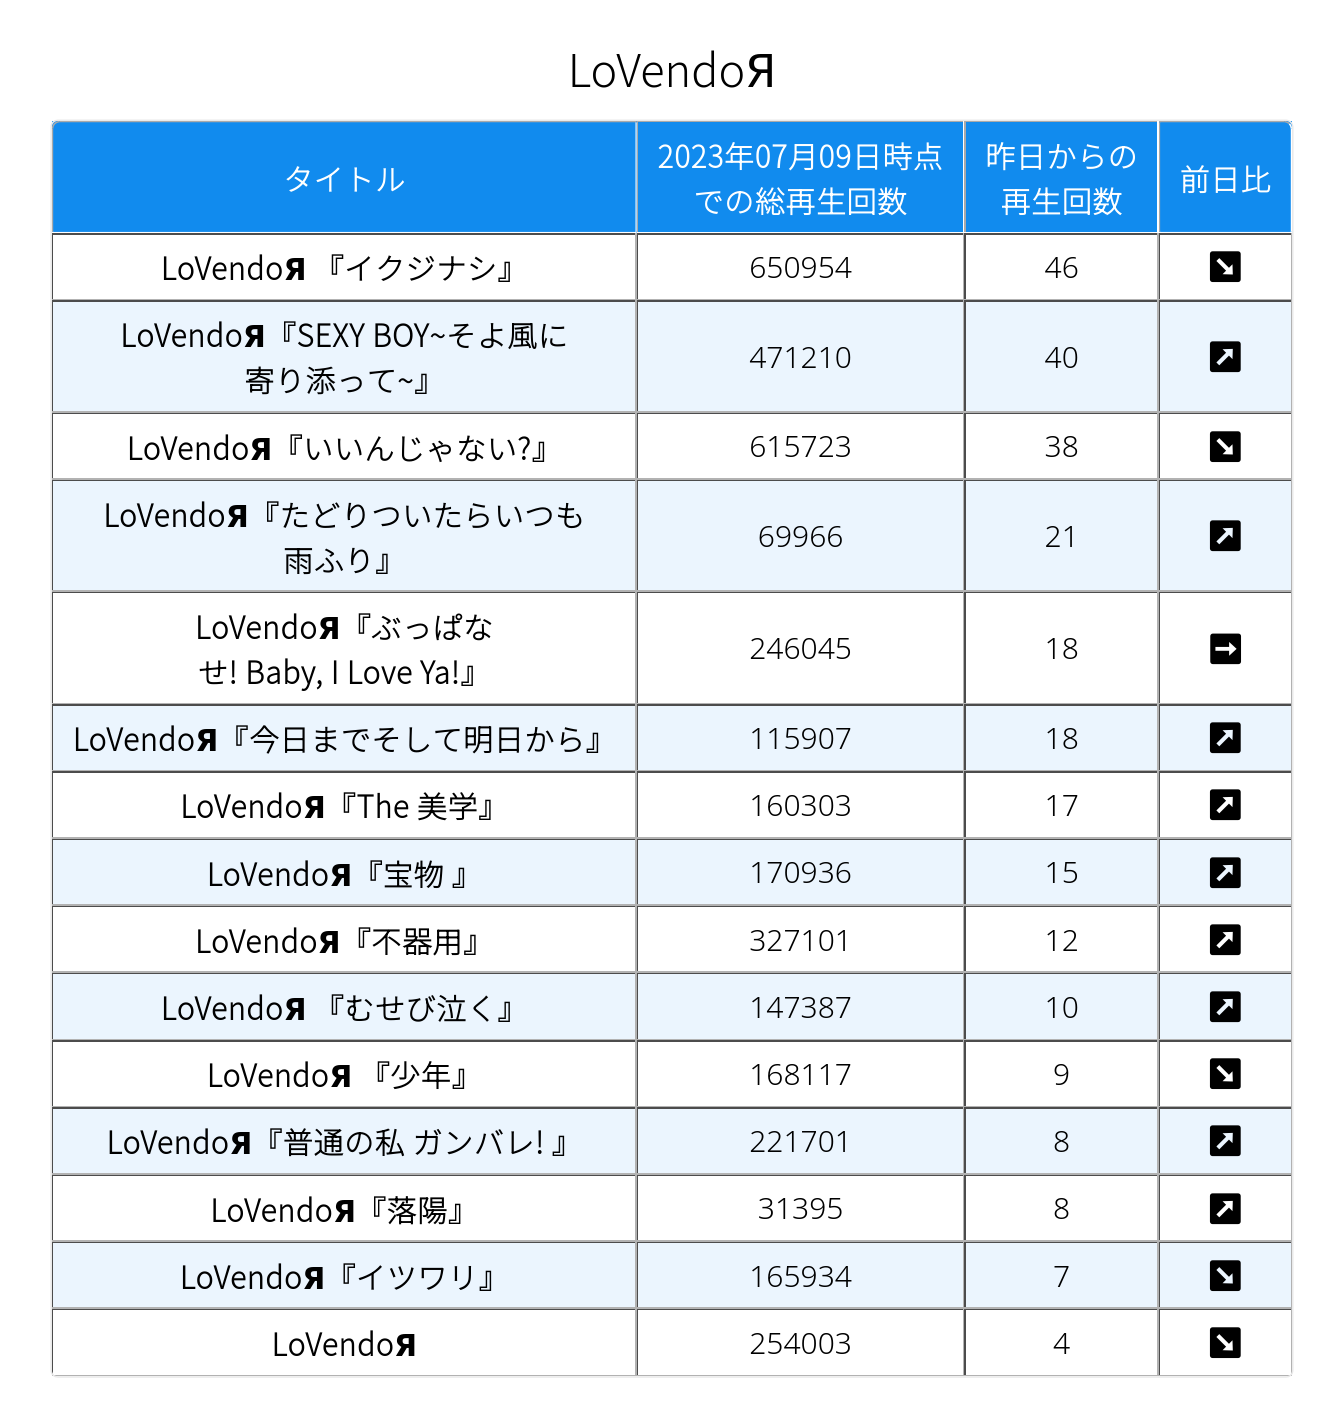 LoVendoЯ
タイトル
2023年07月09日時点
での総再生回数
昨日からの
再生回数
前日比
LoVendoЯ 『イクジナシ』
650954
46
LoVendoЯ『SEXY BOY~そよ風に
寄り添って~』
471210
40
LoVendoЯ『いいんじゃない?』
615723
38
LoVendoЯ『たどりついたらいつも
雨ふり』
69966
21
LoVendoЯ『ぶっぱな
せ! Baby, I Love Ya!』
246045
18
LoVendoЯ『今日までそして明日から』
115907
18
LoVendoЯ『The 美学』
160303
17
LoVendoЯ『宝物 』
170936
15
LoVendoЯ『不器用』
327101
12
LoVendoЯ 『むせび泣く』
147387
10
LoVendoЯ 『少年』
168117
9
LoVendoЯ『普通の私 ガンバレ! 』
221701
8
LoVendoЯ『落陽』
31395
8
LoVendoЯ『イツワリ』
165934
7
LoVendoЯ
254003
4